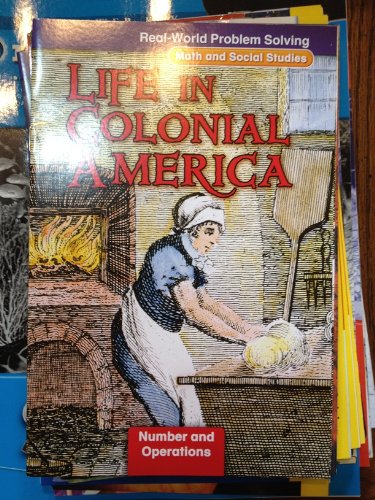 Real-World Problem Solving
Math and Social Studies
LIFE IN
COLONIAL
AMERICA
Number and
Operations